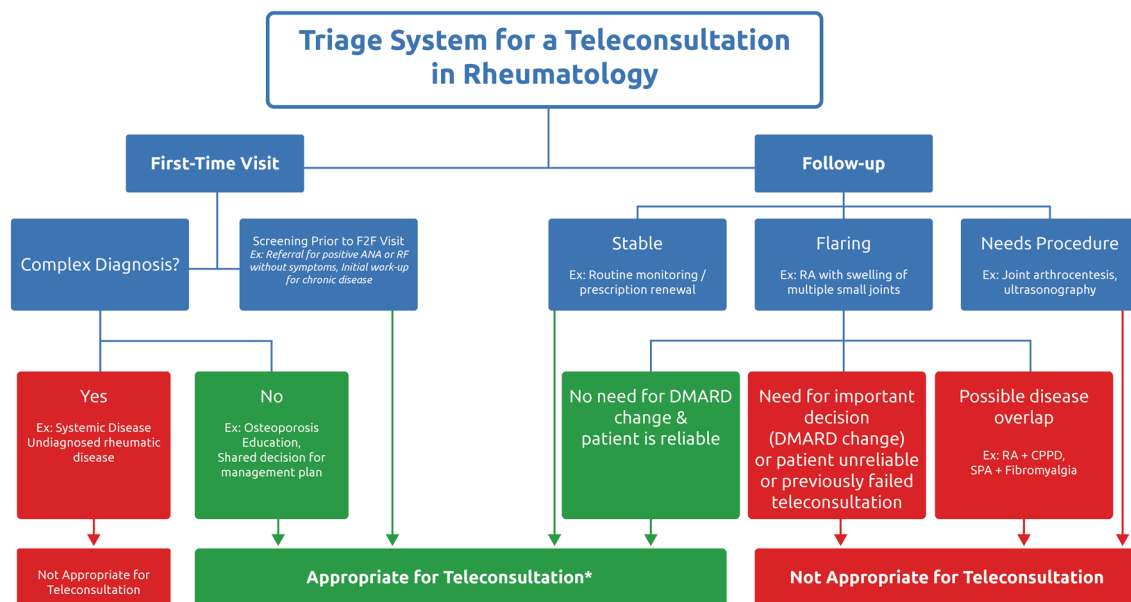 Triage System for a Teleconsultation
in Rheumatology
First-Time Visit
Follow-up
Complex Diagnosis?
Screening Prior to F2F Visit
Ex: Referral for positive ANA or RF
without symptoms, Initial work-up
for chronic disease
Stable
Ex: Routine monitoring /
prescription renewal
Flaring
Ex: RA with swelling of
multiple small joints
Needs Procedure
Ex: Joint arthrocentesis,
ultrasonography
Yes
Ex: Systemic Disease
Undiagnosed rheumatic
disease
No
Ex: Osteoporosis
Education,
Shared decision for
management plan
No need for DMARD
change &
patient is reliable
Need for important
decision
(DMARD change)
or patient unreliable
or previously failed
teleconsultation
Possible disease
overlap
Ex: RA + CPPD,
SPA + Fibromyalgia
Not Appropriate for
Teleconsultation
Appropriate for Teleconsultation*
Not Appropriate for Teleconsultation